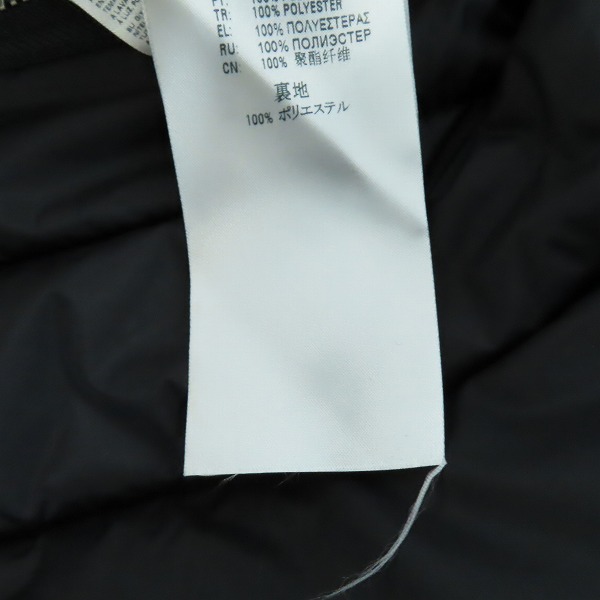 TR: 100% POLYESTER
EL: 100% ΠΟΛΥΕΣΤΕΡΑΣ
RU: 100% ПОЛИЭСТЕР
CN: 100% 聚酯纤维
裏地
100% ポリエステル